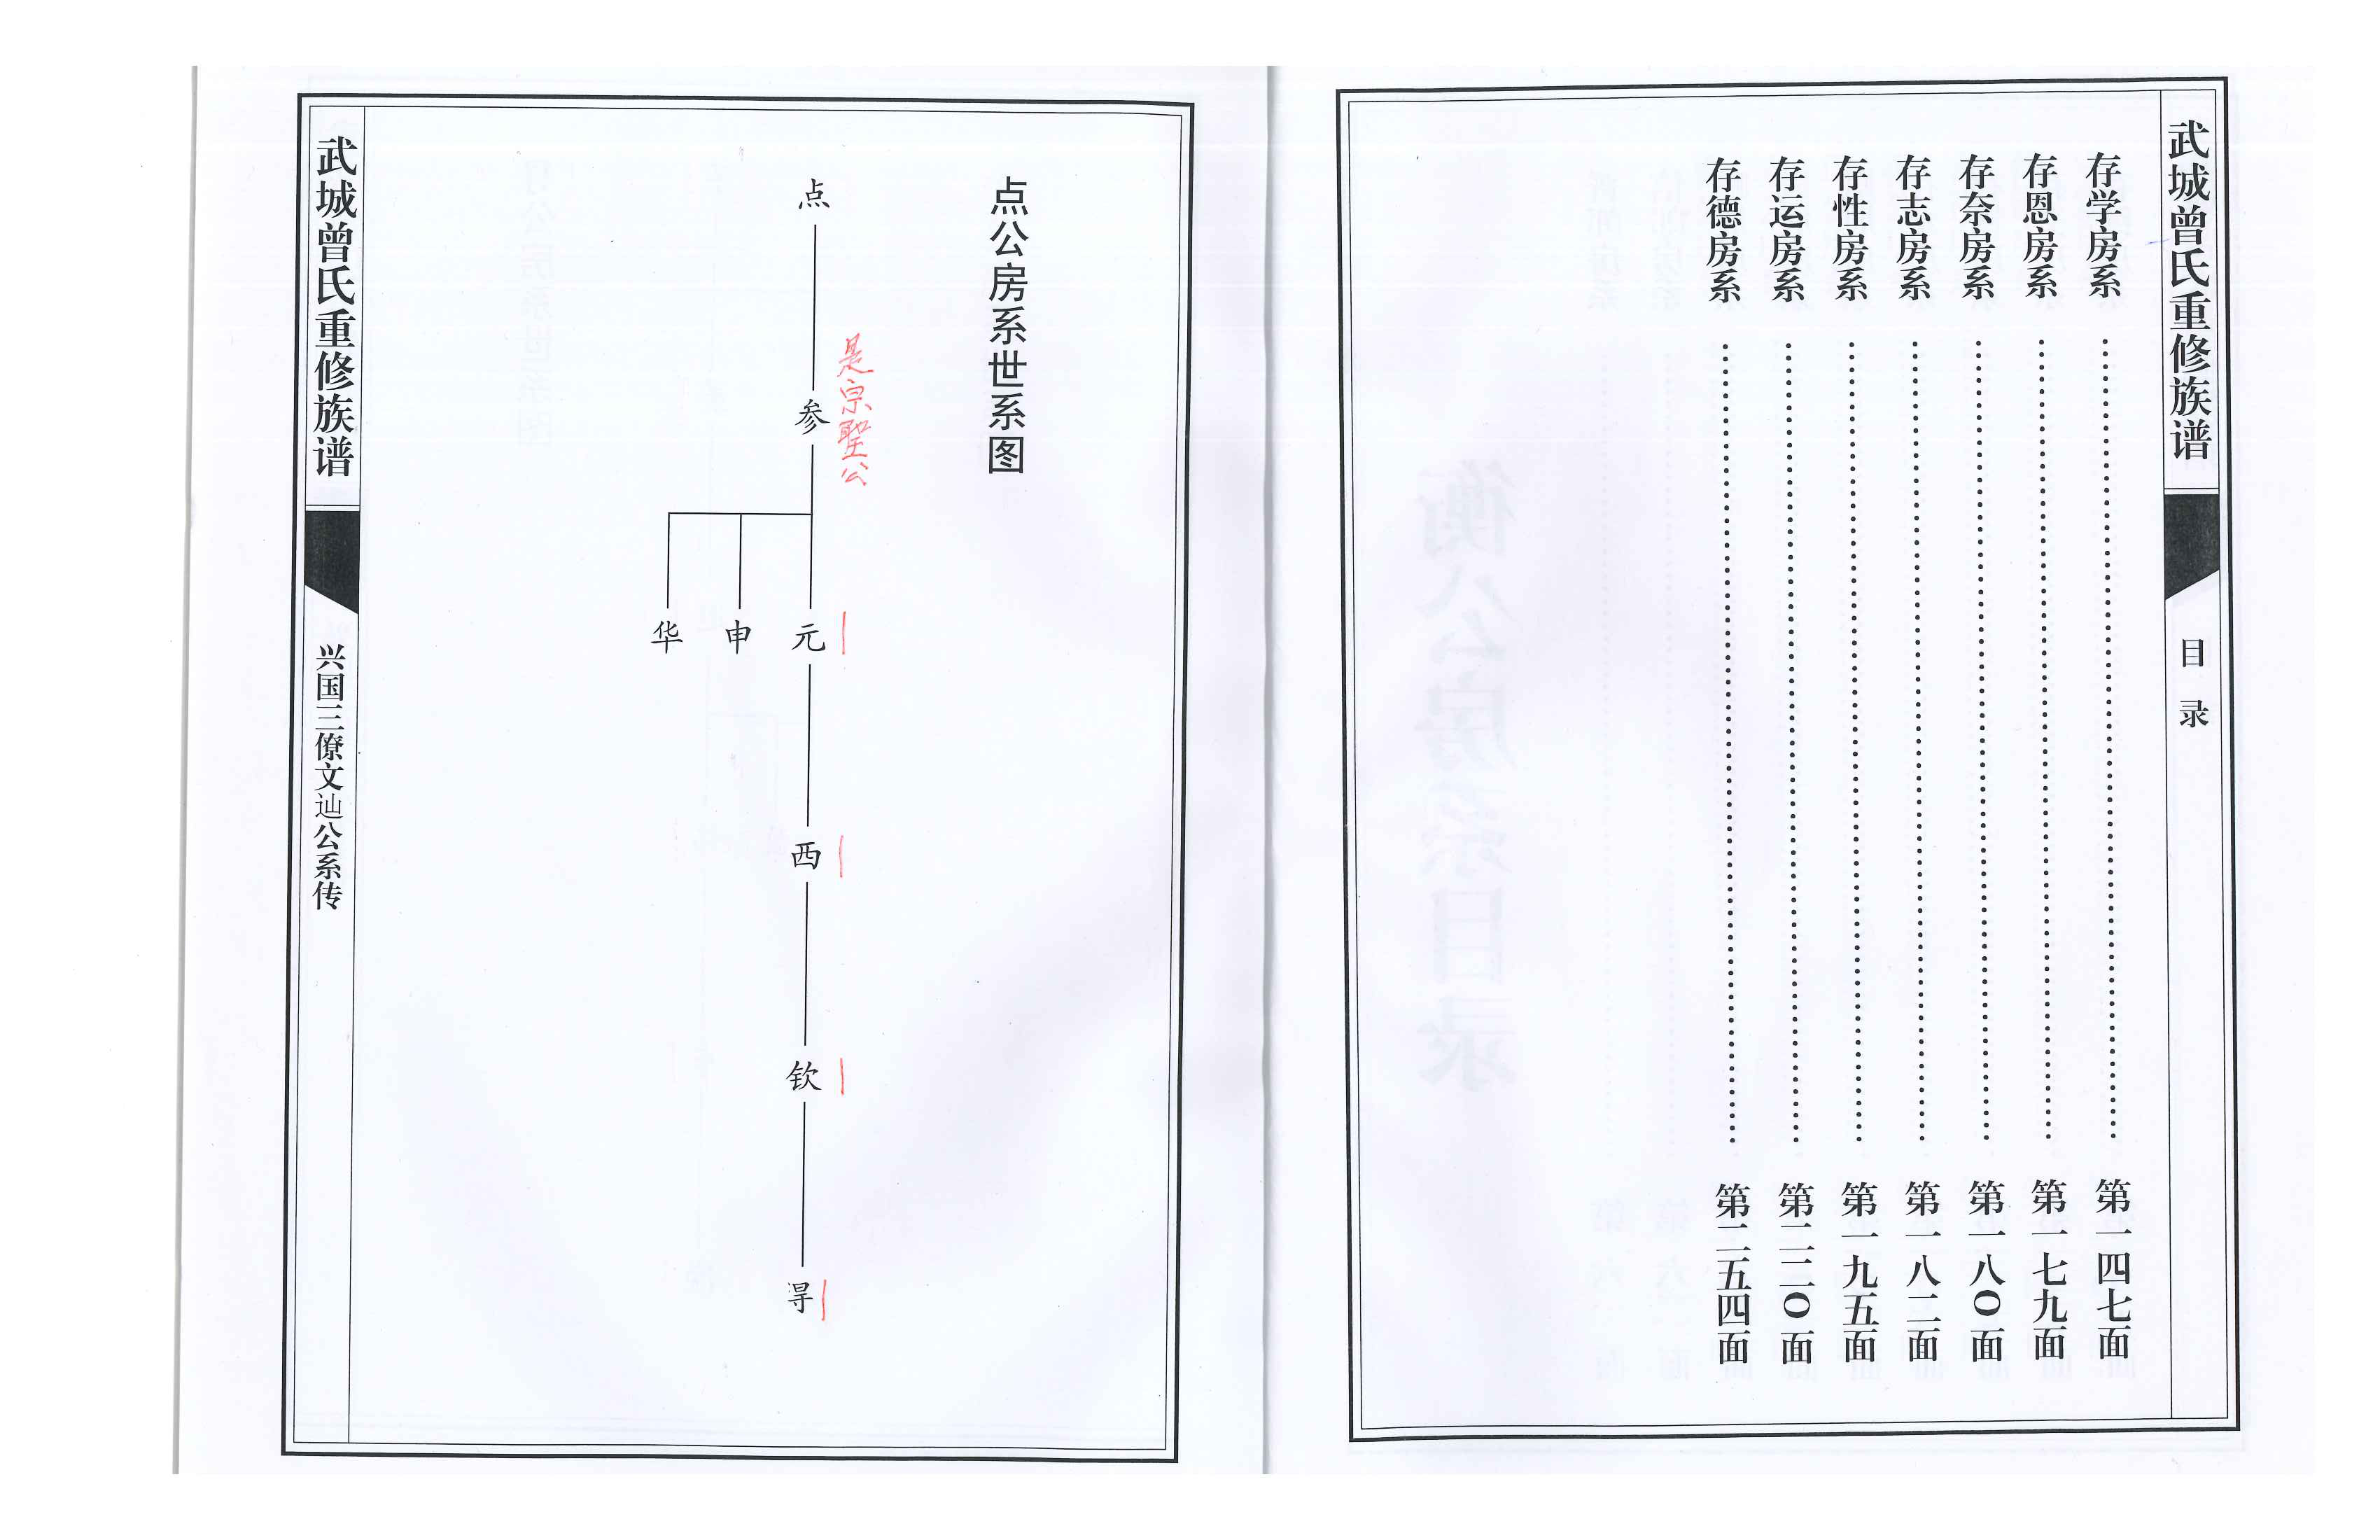 武城曾氏重修族谱
目录
存学房系……第一四七面
存恩房系……第一七九面
存奈房系……第一八〇面
存志房系……第一八二面
存性房系……第一九五面
存运房系……第二二〇面
存德房系……第二五四面
点公房系世系图
点
参
是宗聖公
元
申
华
西
钦
武城曾氏重修族谱
兴国三僚文辿公系传